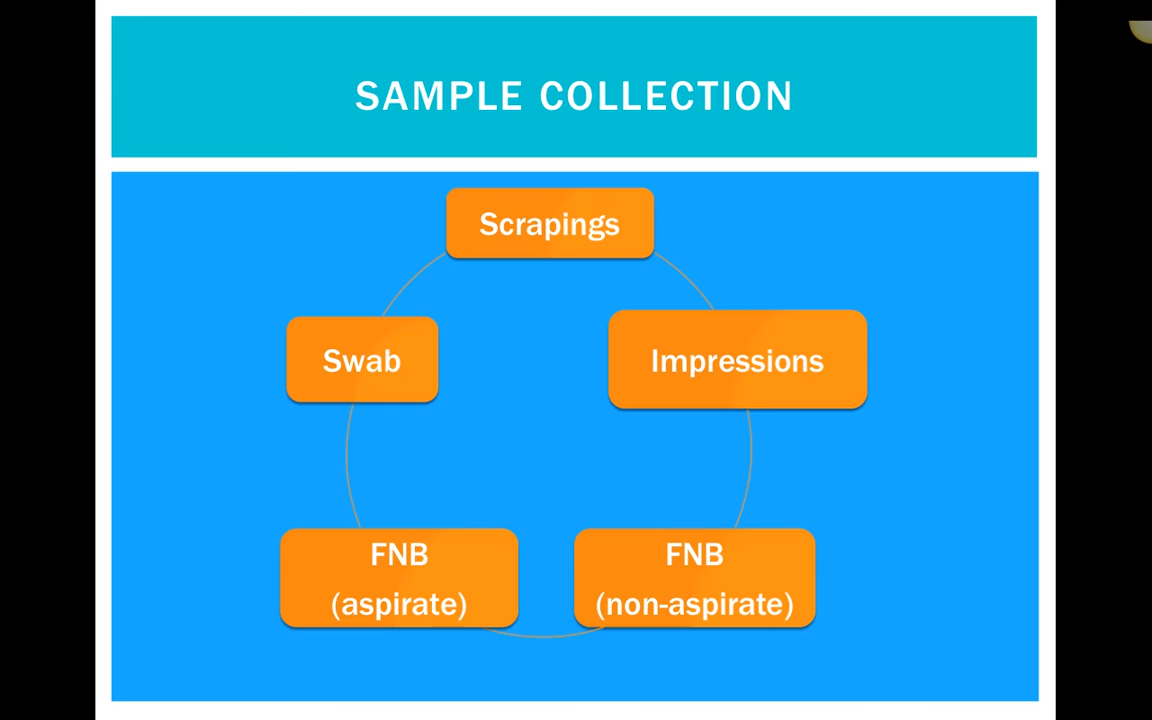 SAMPLE COLLECTION
Scrapings
Swab
Impressions
FNB
(aspirate)
FNB
(non-aspirate)